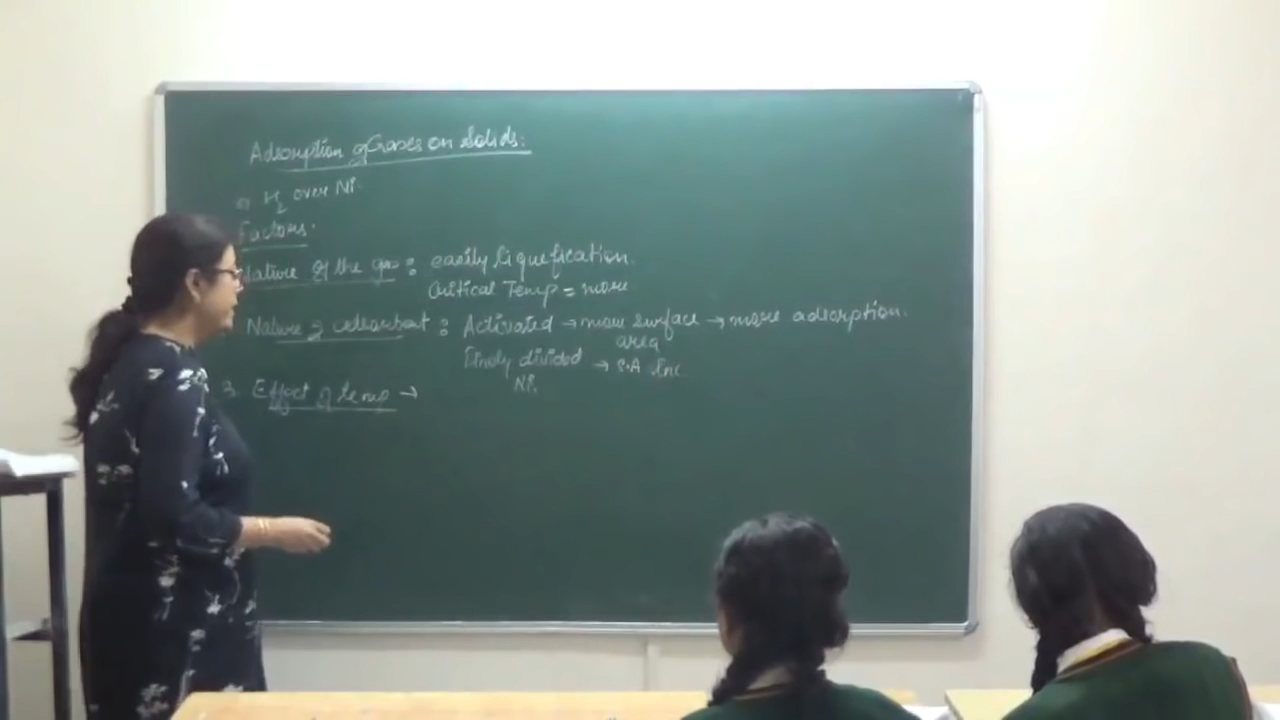 Adsorption of Gases on Solids:
H2 over Ni.
Factors.
Nature of the gas : easily liquefication.
Critical Temp = more
Nature of adsorbent : Activated → more surface → more adsorption.
area
Finely divided → S.A inc
Ni.
3. Effect of temp →